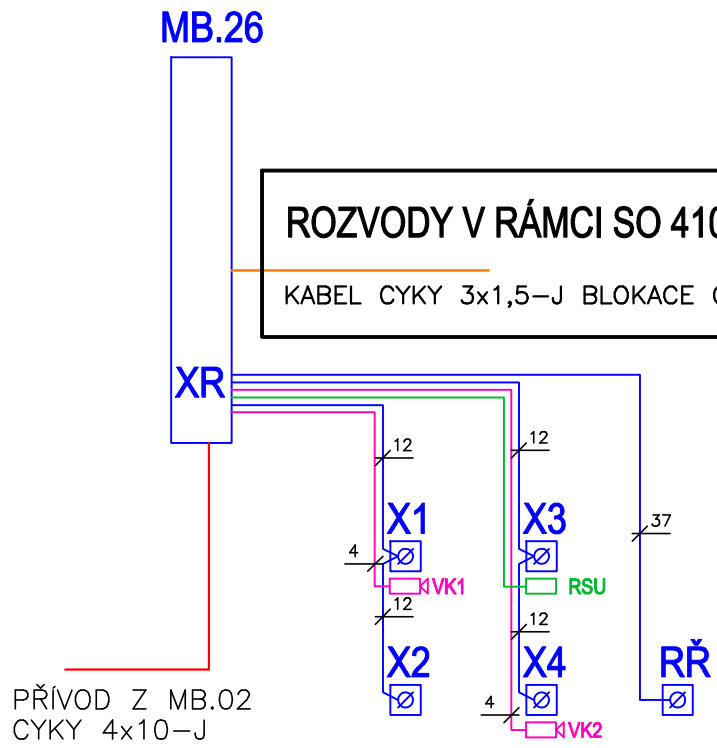 MB.26
ROZVODY V RÁMCI SO 410
KABEL CYKY 3x1,5-J BLOKACE
XR
12
12
X1
X3
37
4
VK1
RSU
12
12
X2
X4
RŘ
4
VK2
PŘÍVOD Z MB.02
CYKY 4x10-J